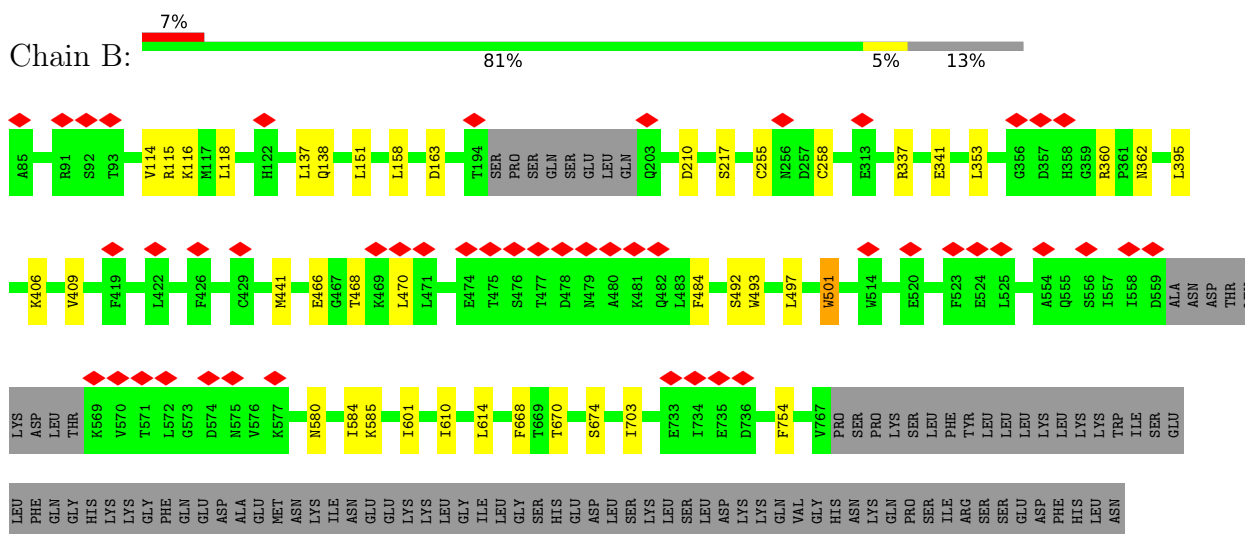 7%
Chain B:
81% 5% 13%
A85 R91 S92 T93 V114 R115 K116 M117 L118 H122 L137 Q138 L151 L158 D163 T194 SER PRO SER GLN SER GLU LEU GLN Q203 D210 S217 C255 N256 D257 C258 E313 R337 E341 L353 G356 D357 H358 G359 R360 P361 N362 L395
K406 V409 F419 L422 F426 C429 M441 E466 G467 T468 K469 L470 L471 E474 T475 S476 T477 D478 N479 A480 K481 Q482 L483 F484 S492 W493 L497 W501 W514 E520 F523 E524 L525 A554 Q555 S556 I557 I558 D559 ALA ASN ASP THR
LYS ASP LEU THR K569 V570 T571 L572 G573 D574 N575 V576 K577 N580 I584 K585 I601 I610 L614 F668 T669 T670 S674 I703 E733 I734 E735 D736 F754 V767 PRO SER PRO LYS SER LEU PHE TYR LEU LEU LEU LYS LEU LYS LYS TRP ILE SER GLU
LEU PHE GLN GLY HIS LYS LYS GLY PHE GLN GLU ASP ALA GLU MET ASN LYS ILE ASN GLU GLU LYS LEU GLY ILE LEU GLY SER HIS GLU ASP LEU SER LYS LEU SER LEU ASP LYS LYS GLN VAL GLY HIS ASN LYS GLN PRO SER ILE ARG SER SER GLU ASP PHE HIS LEU ASN